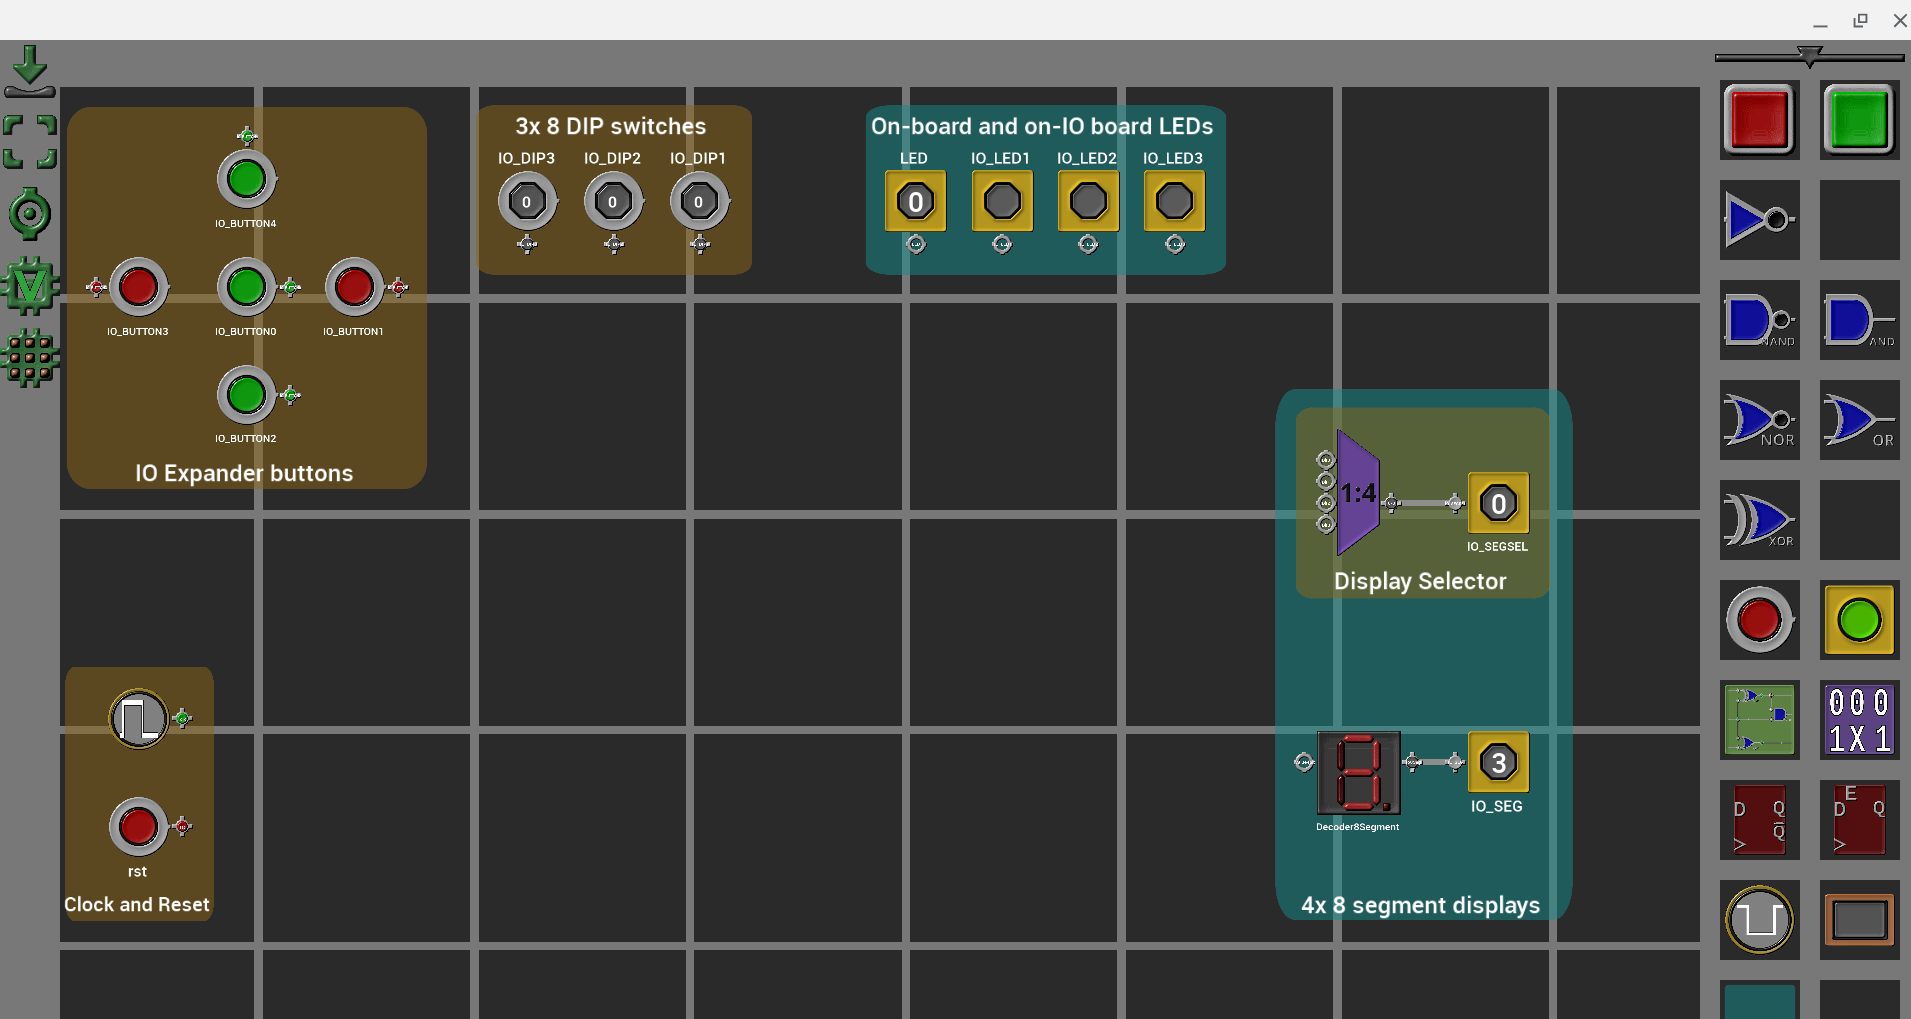 3x 8 DIP switches
On-board and on-IO board LEDs
IO_DIP3 IO_DIP2 IO_DIP1
LED IO_LED1 IO_LED2 IO_LED3
0 0 0
0
IO_BUTTON4
V
IO_BUTTON3 IO_BUTTON0 IO_BUTTON1
IO_BUTTON2
IO Expander buttons
1:4
0
IO_SEGSEL
Display Selector
8.
3
IO_SEG
Decoder8Segment
4x 8 segment displays
rst
Clock and Reset
NAND AND
NOR OR
XOR
0 0 0
1 X 1
D Q
Q
E
D Q